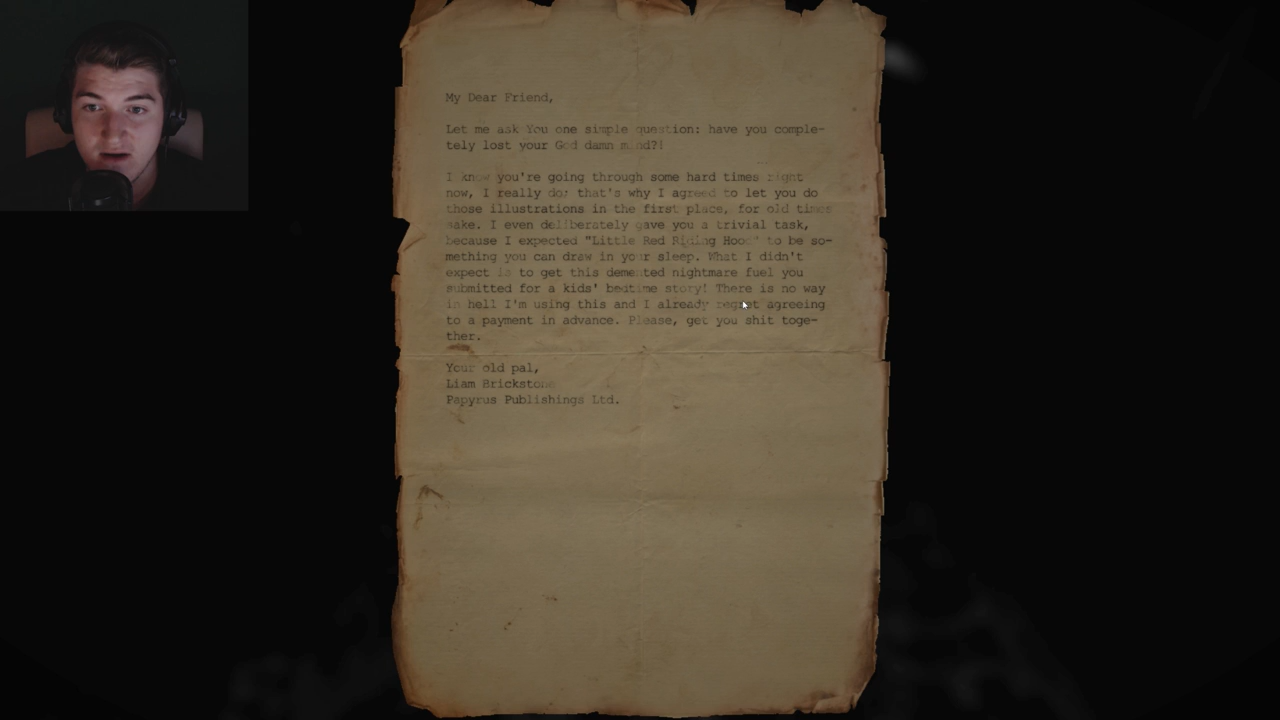 My Dear Friend,
Let me ask You one simple question: have you comple-
tely lost your God damn mind?!
I know you're going through some hard times right
now, I really do; that's why I agreed to let you do
those illustrations in the first place, for old times
sake. I even deliberately gave you a trivial task,
because I expected "Little Red Riding Hood" to be so-
mething you can draw in your sleep. What I didn't
expect is to get this demented nightmare fuel you
submitted for a kids' bedtime story! There is no way
in hell I'm using this and I already regret agreeing
to a payment in advance. Please, get you shit toge-
ther.
Your old pal,
Liam Brickstone
Papyrus Publishings Ltd.